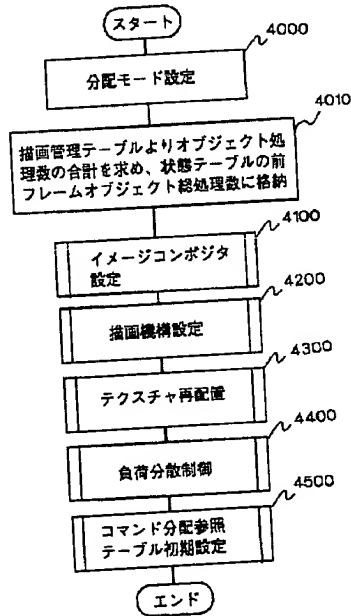 スタート
4000
分配モード設定
4010
描画管理テーブルよりオブジェクト処
理数の合計を求め、状態テーブルの前
フレームオブジェクト総処理数に格納
4100
イメージコンポジタ
設定
4200
描画機構設定
4300
テクスチャ再配置
4400
負荷分散制御
4500
コマンド分配参照
テーブル初期設定
エンド